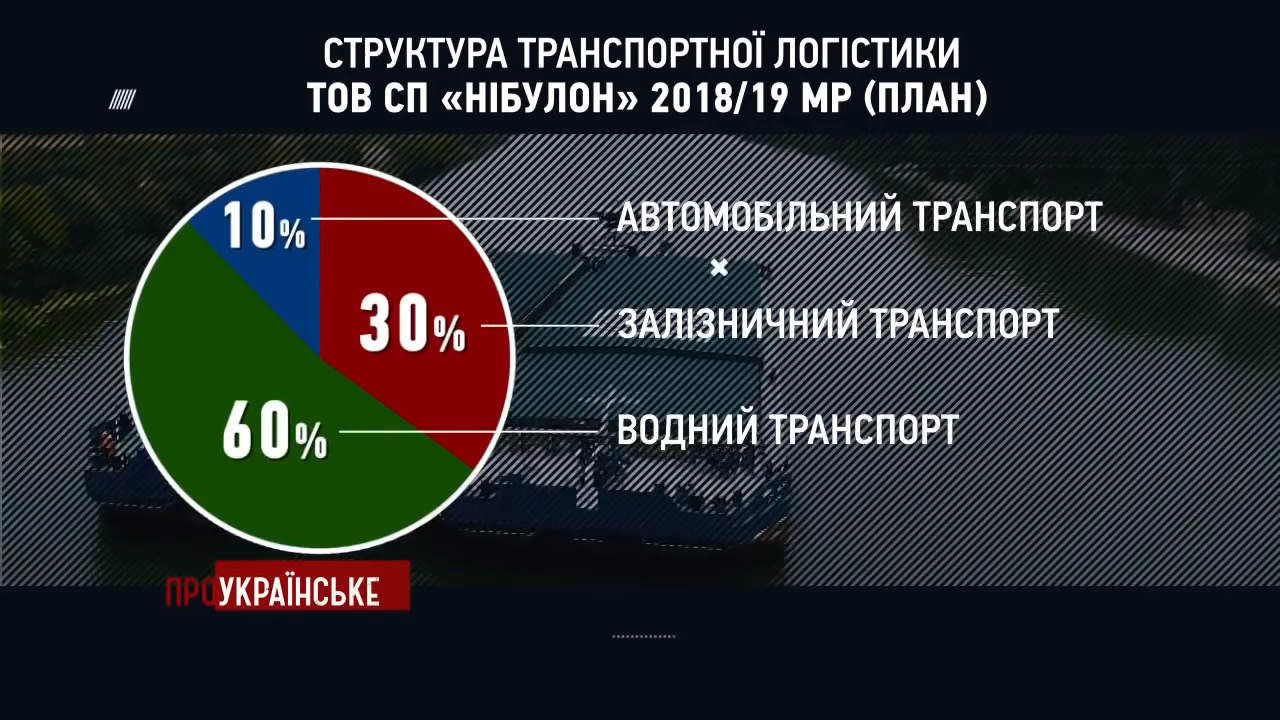 СТРУКТУРА ТРАНСПОРТНОЇ ЛОГІСТИКИ
ТОВ СП «НІБУЛОН» 2018/19 МР (ПЛАН)
10% АВТОМОБІЛЬНИЙ ТРАНСПОРТ
30% ЗАЛІЗНИЧНИЙ ТРАНСПОРТ
60% ВОДНИЙ ТРАНСПОРТ
ПРОУКРАЇНСЬКЕ